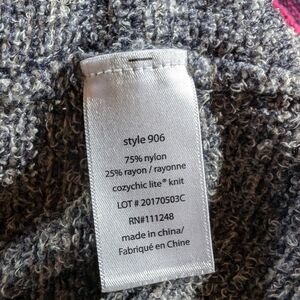 style 906
75% nylon
25% rayon / rayonne
cozychic lite® knit
LOT # 20170503C
RN#111248
made in china/
Fabriqué en Chine